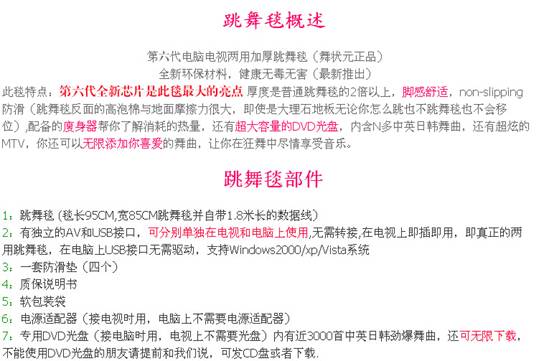 跳舞毯概述
第六代电脑电视两用加厚跳舞毯（舞状元正品）
全新环保材料，健康无毒无害（最新推出）
此毯特点：第六代全新芯片是此毯最大的亮点 厚度是普通跳舞毯的2倍以上，脚感舒适，non-slipping
防滑（跳舞毯反面的高泡棉与地面摩擦力很大，即使是大理石地板无论你怎么跳也不跳舞毯也不会移
位）,配备的瘦身器帮你了解消耗的热量，还有超大容量的DVD光盘，内含N多中英日韩舞曲，还有超炫的
MTV，你还可以无限添加你喜爱的舞曲，让你在狂舞中尽情享受音乐。
跳舞毯部件
1：跳舞毯 (毯长95CM,宽85CM跳舞毯并自带1.8米长的数据线）
2：有独立的AV和USB接口，可分别单独在电视和电脑上使用,无需转接,在电视上即插即用，即真正的两
用跳舞毯，在电脑上USB接口无需驱动，支持Windows2000/xp/Vista系统
3：一套防滑垫（四个）
4：质保说明书
5：软包装袋
6：电源适配器（接电视时用，电脑上不需要电源适配器）
7：专用DVD光盘（接电脑时用，电视上不需要光盘）内有近3000首中英日韩劲爆舞曲，还可无限下载，
不能使用DVD光盘的朋友请提前和我们说，可发CD盘或者下载.